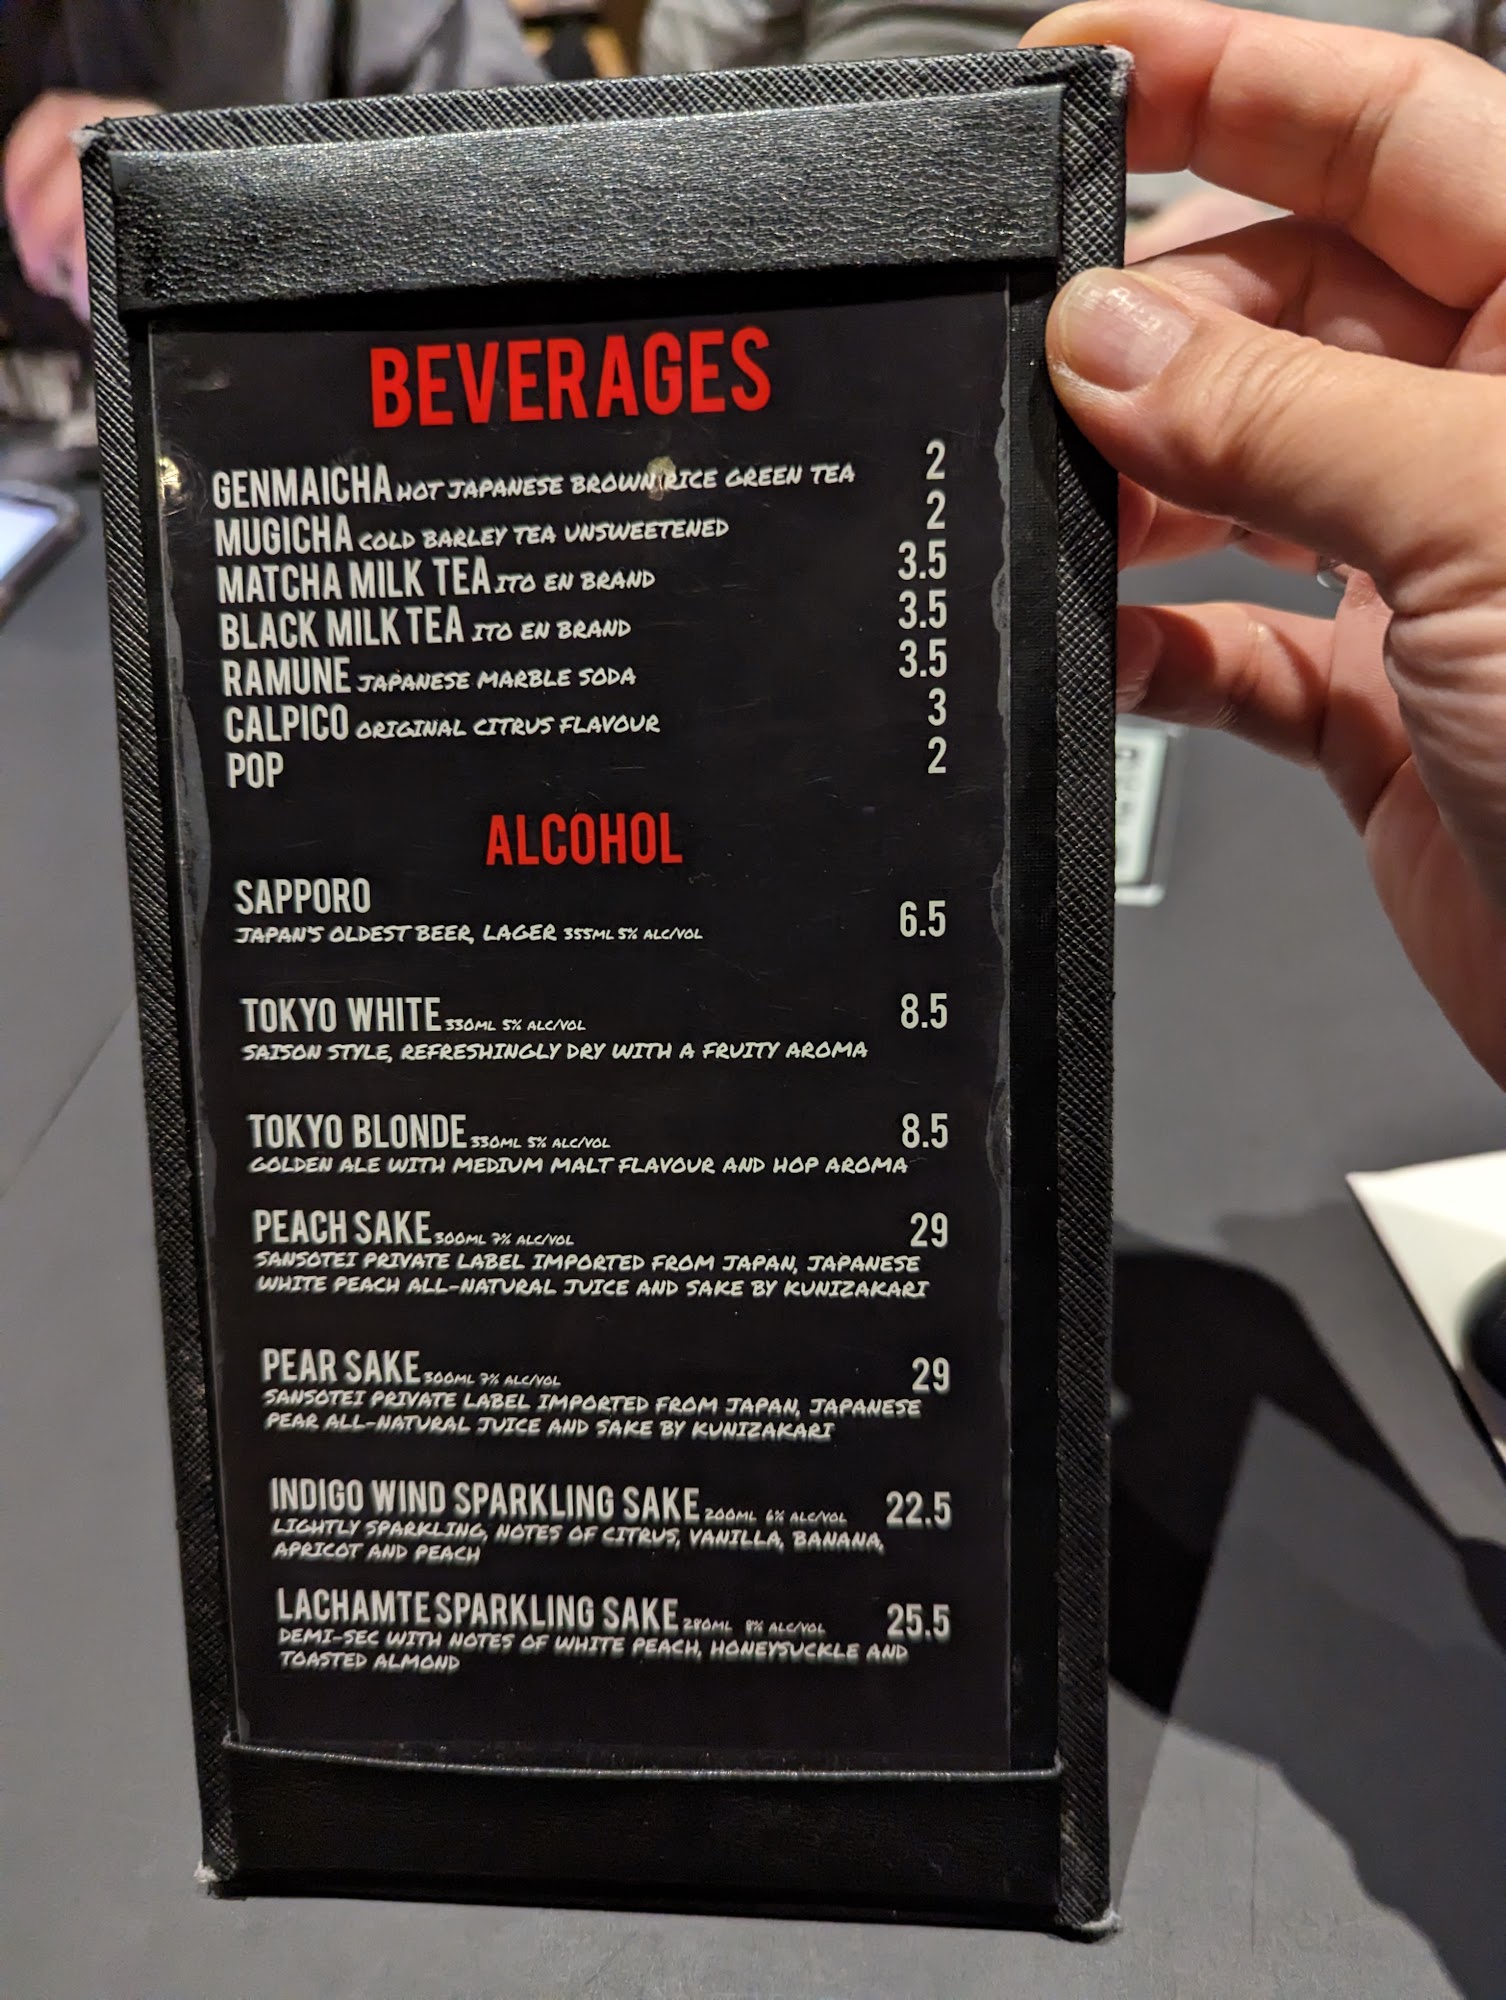 BEVERAGES
GENMAICHA HOT JAPANESE BROWN RICE GREEN TEA 2
MUGICHA COLD BARLEY TEA UNSWEETENED 2
MATCHA MILK TEA ITO EN BRAND 3.5
BLACK MILK TEA ITO EN BRAND 3.5
RAMUNE JAPANESE MARBLE SODA 3.5
CALPICO ORIGINAL CITRUS FLAVOUR 3
POP 2
ALCOHOL
SAPPORO
JAPAN'S OLDEST BEER, LAGER 355ML 5% ALC/VOL 6.5
TOKYO WHITE 330ML 5% ALC/VOL 8.5
SAISON STYLE, REFRESHINGLY DRY WITH A FRUITY AROMA
TOKYO BLONDE 330ML 5% ALC/VOL 8.5
GOLDEN ALE WITH MEDIUM MALT FLAVOUR AND HOP AROMA
PEACH SAKE 300ML 7% ALC/VOL 29
SANSOTEI PRIVATE LABEL IMPORTED FROM JAPAN, JAPANESE
WHITE PEACH ALL-NATURAL JUICE AND SAKE BY KUNIZAKARI
PEAR SAKE 300ML 7% ALC/VOL 29
SANSOTEI PRIVATE LABEL IMPORTED FROM JAPAN, JAPANESE
PEAR ALL-NATURAL JUICE AND SAKE BY KUNIZAKARI
INDIGO WIND SPARKLING SAKE 200ML 6% ALC/VOL 22.5
LIGHTLY SPARKLING, NOTES OF CITRUS, VANILLA, BANANA,
APRICOT AND PEACH
LACHAMTE SPARKLING SAKE 280ML 8% ALC/VOL 25.5
DEMI-SEC WITH NOTES OF WHITE PEACH, HONEYSUCKLE AND
TOASTED ALMOND